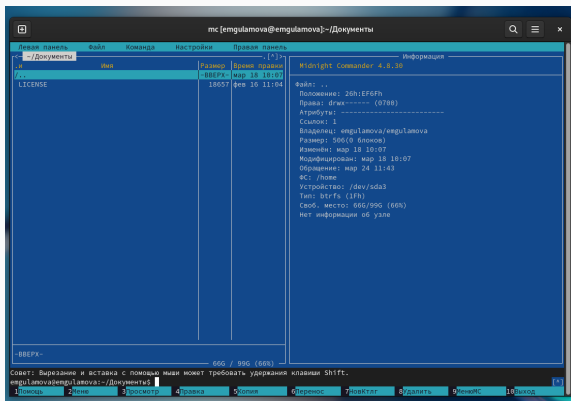 mc [emgulamova@emgulamova]:~/Документы
Левая панель Файл Команда Настройки Правая панель
<— ~/Документы .[^]> Информация
.и Имя Размер Время правки Midnight Commander 4.8.30
/.. -ВВЕРХ- мар 18 10:07
LICENSE 18657 фев 16 11:04 Файл: ..
Положение: 26h:EF6Fh
Права: drwx------ (0700)
Атрибуты: ------------------------
Ссылок: 1
Владелец: emgulamova/emgulamova
Размер: 506(0 блоков)
Изменён: мар 18 10:07
Модифицирован: мар 18 10:07
Обращение: мар 24 11:43
ФС: /home
Устройство: /dev/sda3
Тип: btrfs (1Fh)
Своб. место: 66G/99G (66%)
Нет информации об узле
-ВВЕРХ-
66G / 99G (66%)
Совет: Вырезание и вставка с помощью мыши может требовать удержания клавиши Shift.
emgulamova@emgulamova:~/Документы$ [^]
1Помощь 2Меню 3Просмотр 4Правка 5Копия 6Перенос 7НовКтлг 8Удалить 9МенюMC 10Выход